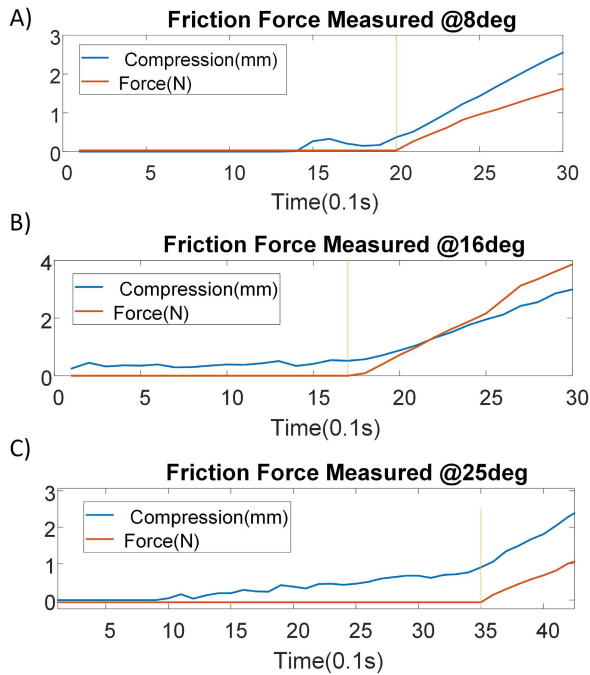 A)
Friction Force Measured @8deg
3
2
1
0
Compression(mm)
Force(N)
0 5 10 15 20 25 30
Time(0.1s)
B)
Friction Force Measured @16deg
4
2
0
Compression(mm)
Force(N)
0 5 10 15 20 25 30
Time(0.1s)
C)
Friction Force Measured @25deg
3
2
1
0
Compression(mm)
Force(N)
5 10 15 20 25 30 35 40
Time(0.1s)